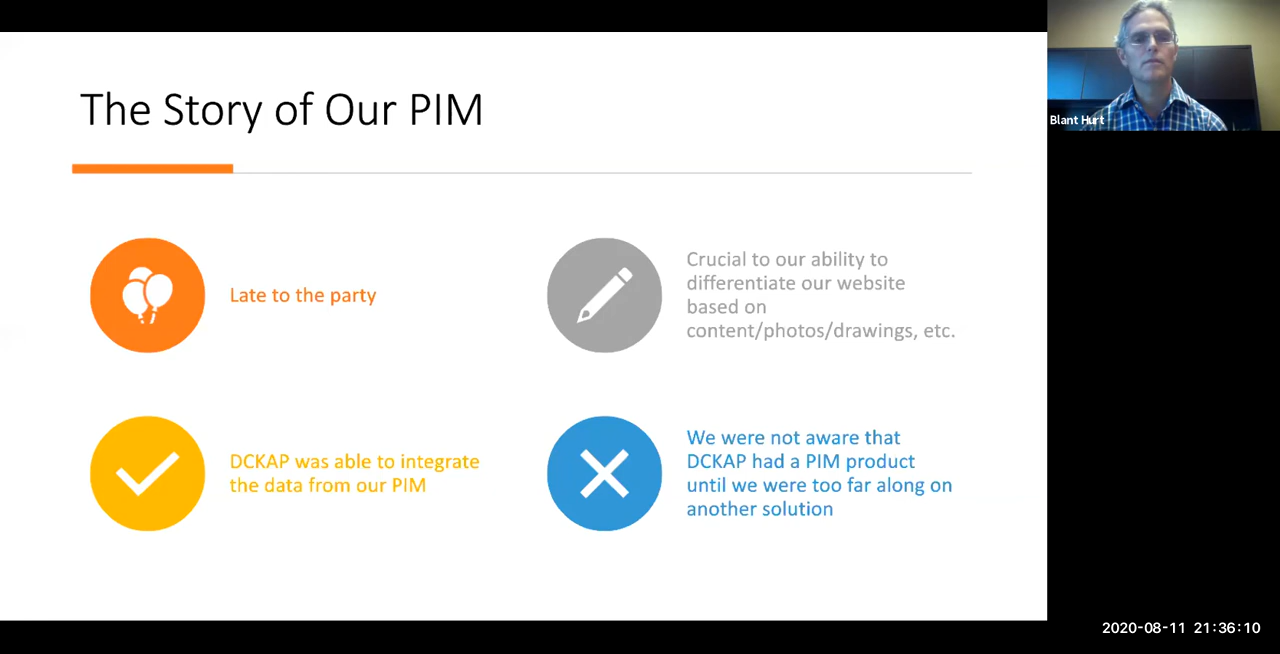 The Story of Our PIM
Blant Hurt
Late to the party
Crucial to our ability to
differentiate our website
based on
content/photos/drawings, etc.
DCKAP was able to integrate
the data from our PIM
We were not aware that
DCKAP had a PIM product
until we were too far along on
another solution
2020-08-11 21:36:10